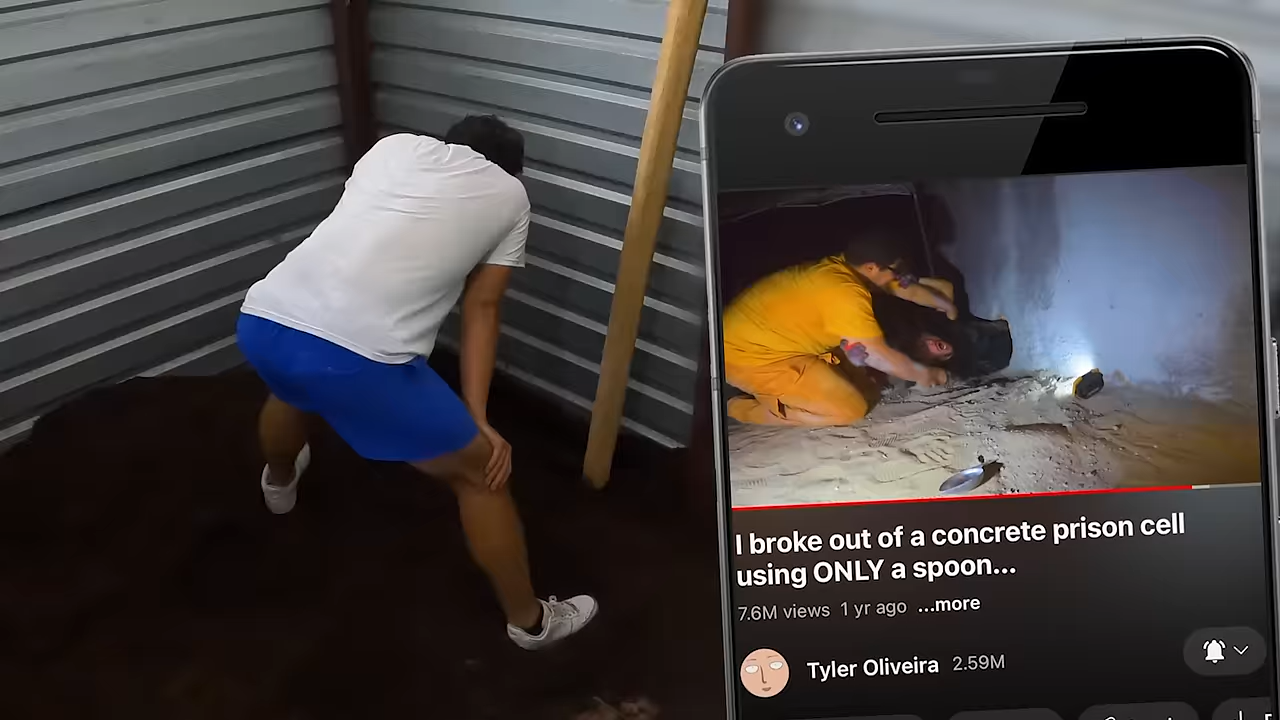 I broke out of a concrete prison cell
using ONLY a spoon...
7.6M views 1 yr ago ...more
Tyler Oliveira 2.59M